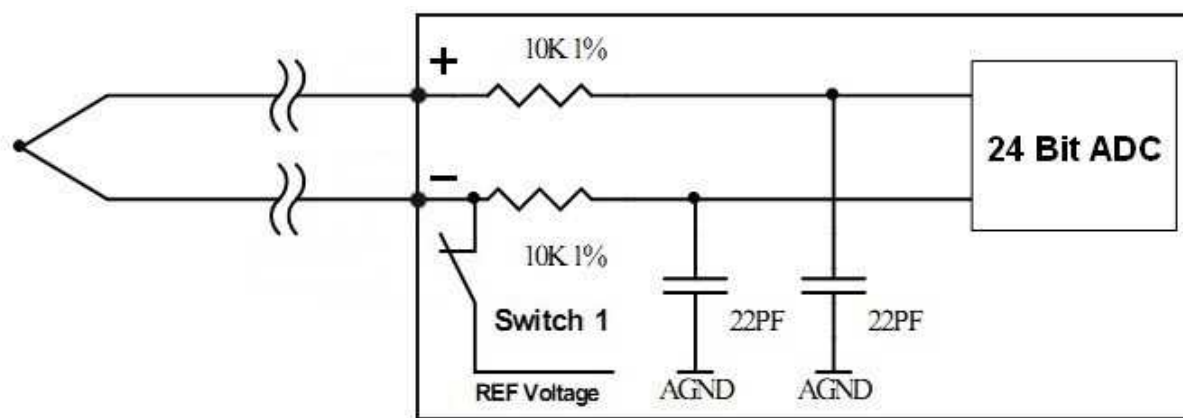 +
10K 1%
24 Bit ADC
−
10K 1%
Switch 1
22PF
22PF
REF Voltage
AGND
AGND